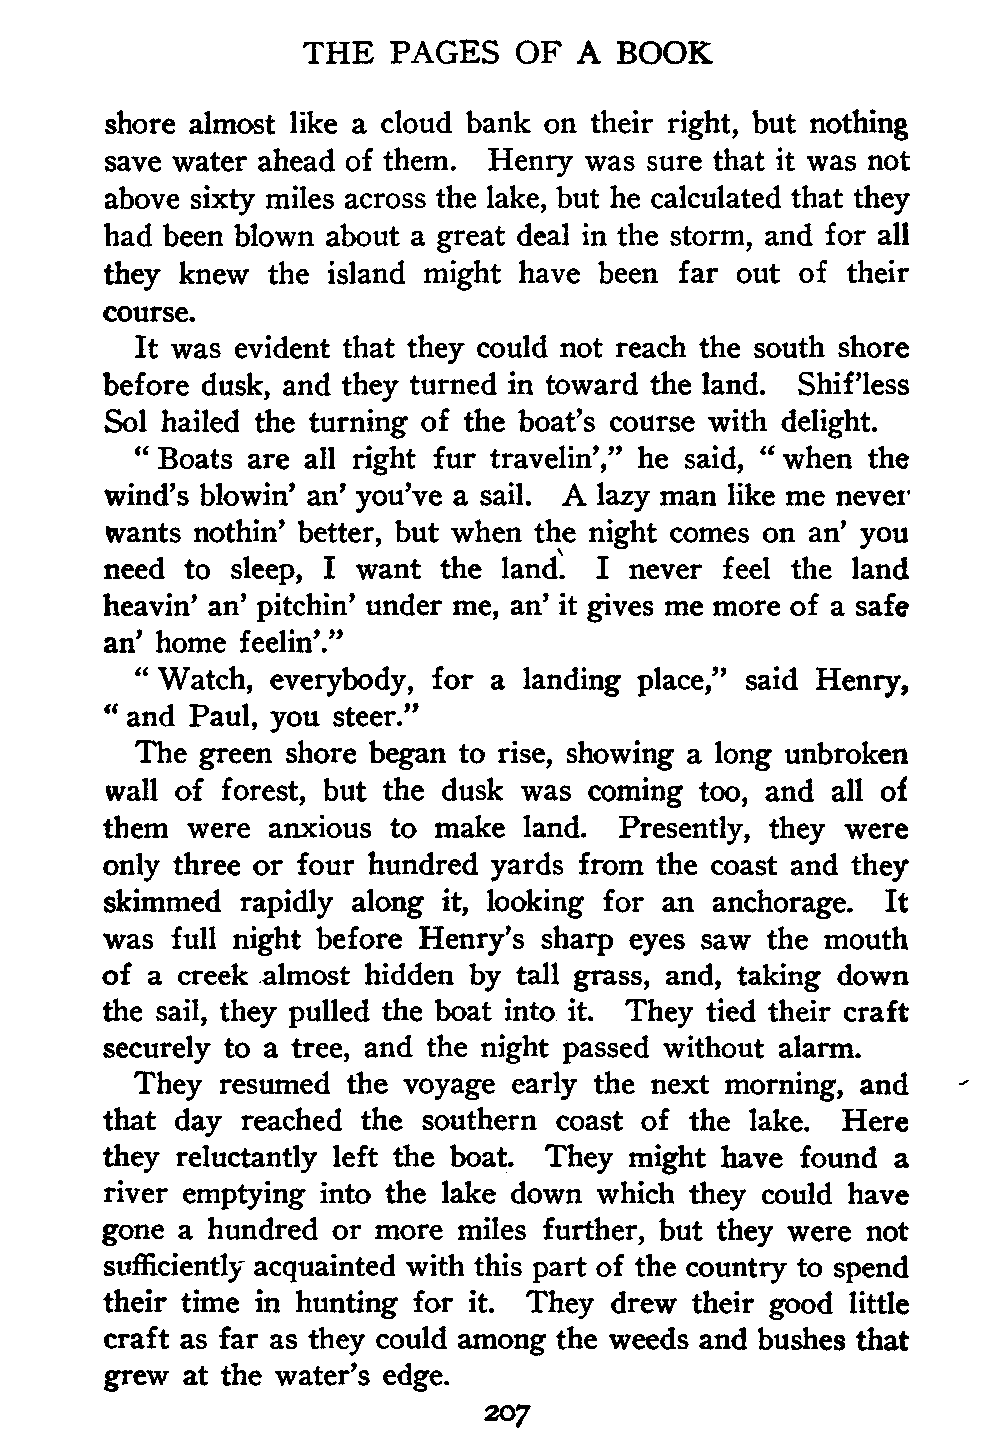 THE PAGES OF A BOOK
shore almost like a cloud bank on their right, but nothing
save water ahead of them. Henry was sure that it was not
above sixty miles across the lake, but he calculated that they
had been blown about a great deal in the storm, and for all
they knew the island might have been far out of their
course.
It was evident that they could not reach the south shore
before dusk, and they turned in toward the land. Shif'less
Sol hailed the turning of the boat's course with delight.
“Boats are all right fur travelin',” he said, “when the
wind's blowin' an' you've a sail. A lazy man like me never
wants nothin' better, but when the night comes on an' you
need to sleep, I want the land. I never feel the land
heavin' an' pitchin' under me, an' it gives me more of a safe
an' home feelin'.”
“Watch, everybody, for a landing place,” said Henry,
“and Paul, you steer.”
The green shore began to rise, showing a long unbroken
wall of forest, but the dusk was coming too, and all of
them were anxious to make land. Presently, they were
only three or four hundred yards from the coast and they
skimmed rapidly along it, looking for an anchorage. It
was full night before Henry's sharp eyes saw the mouth
of a creek almost hidden by tall grass, and, taking down
the sail, they pulled the boat into it. They tied their craft
securely to a tree, and the night passed without alarm.
They resumed the voyage early the next morning, and
that day reached the southern coast of the lake. Here
they reluctantly left the boat. They might have found a
river emptying into the lake down which they could have
gone a hundred or more miles further, but they were not
sufficiently acquainted with this part of the country to spend
their time in hunting for it. They drew their good little
craft as far as they could among the weeds and bushes that
grew at the water's edge.
207